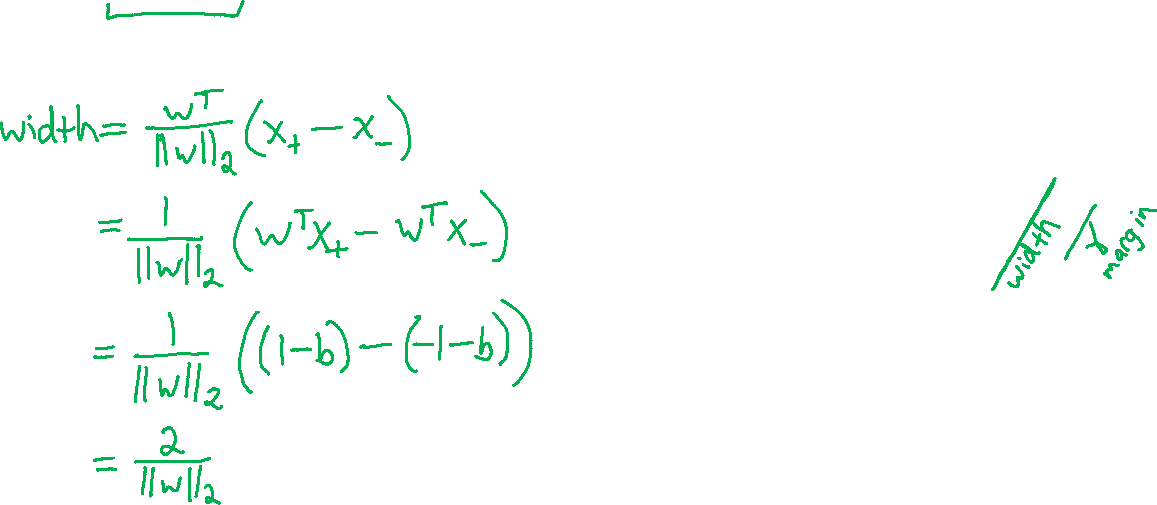 width = wᵀ/||w||₂ (x₊ − x₋)
= 1/||w||₂ (wᵀx₊ − wᵀx₋)
= 1/||w||₂ ((1−b) − (−1−b))
= 2/||w||₂
width
margin